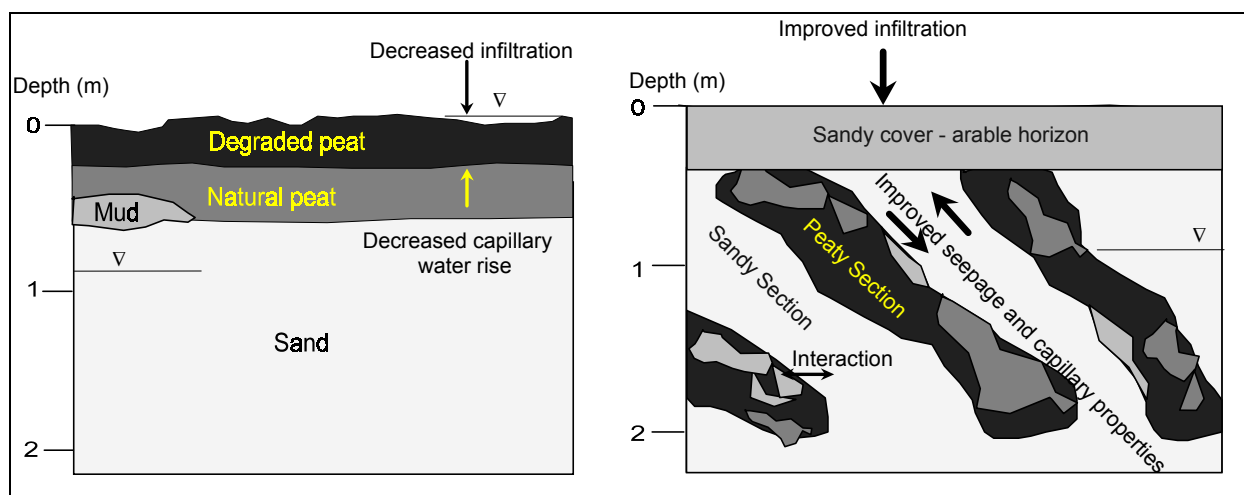 Decreased infiltration
Depth (m)
∇
0
Degraded peat
Natural peat
Mud
Decreased capillary
water rise
∇
1
Sand
2
Improved infiltration
Depth (m)
0
Sandy cover - arable horizon
Improved seepage and capillary properties
Peaty Section
Sandy Section
∇
1
Interaction
2